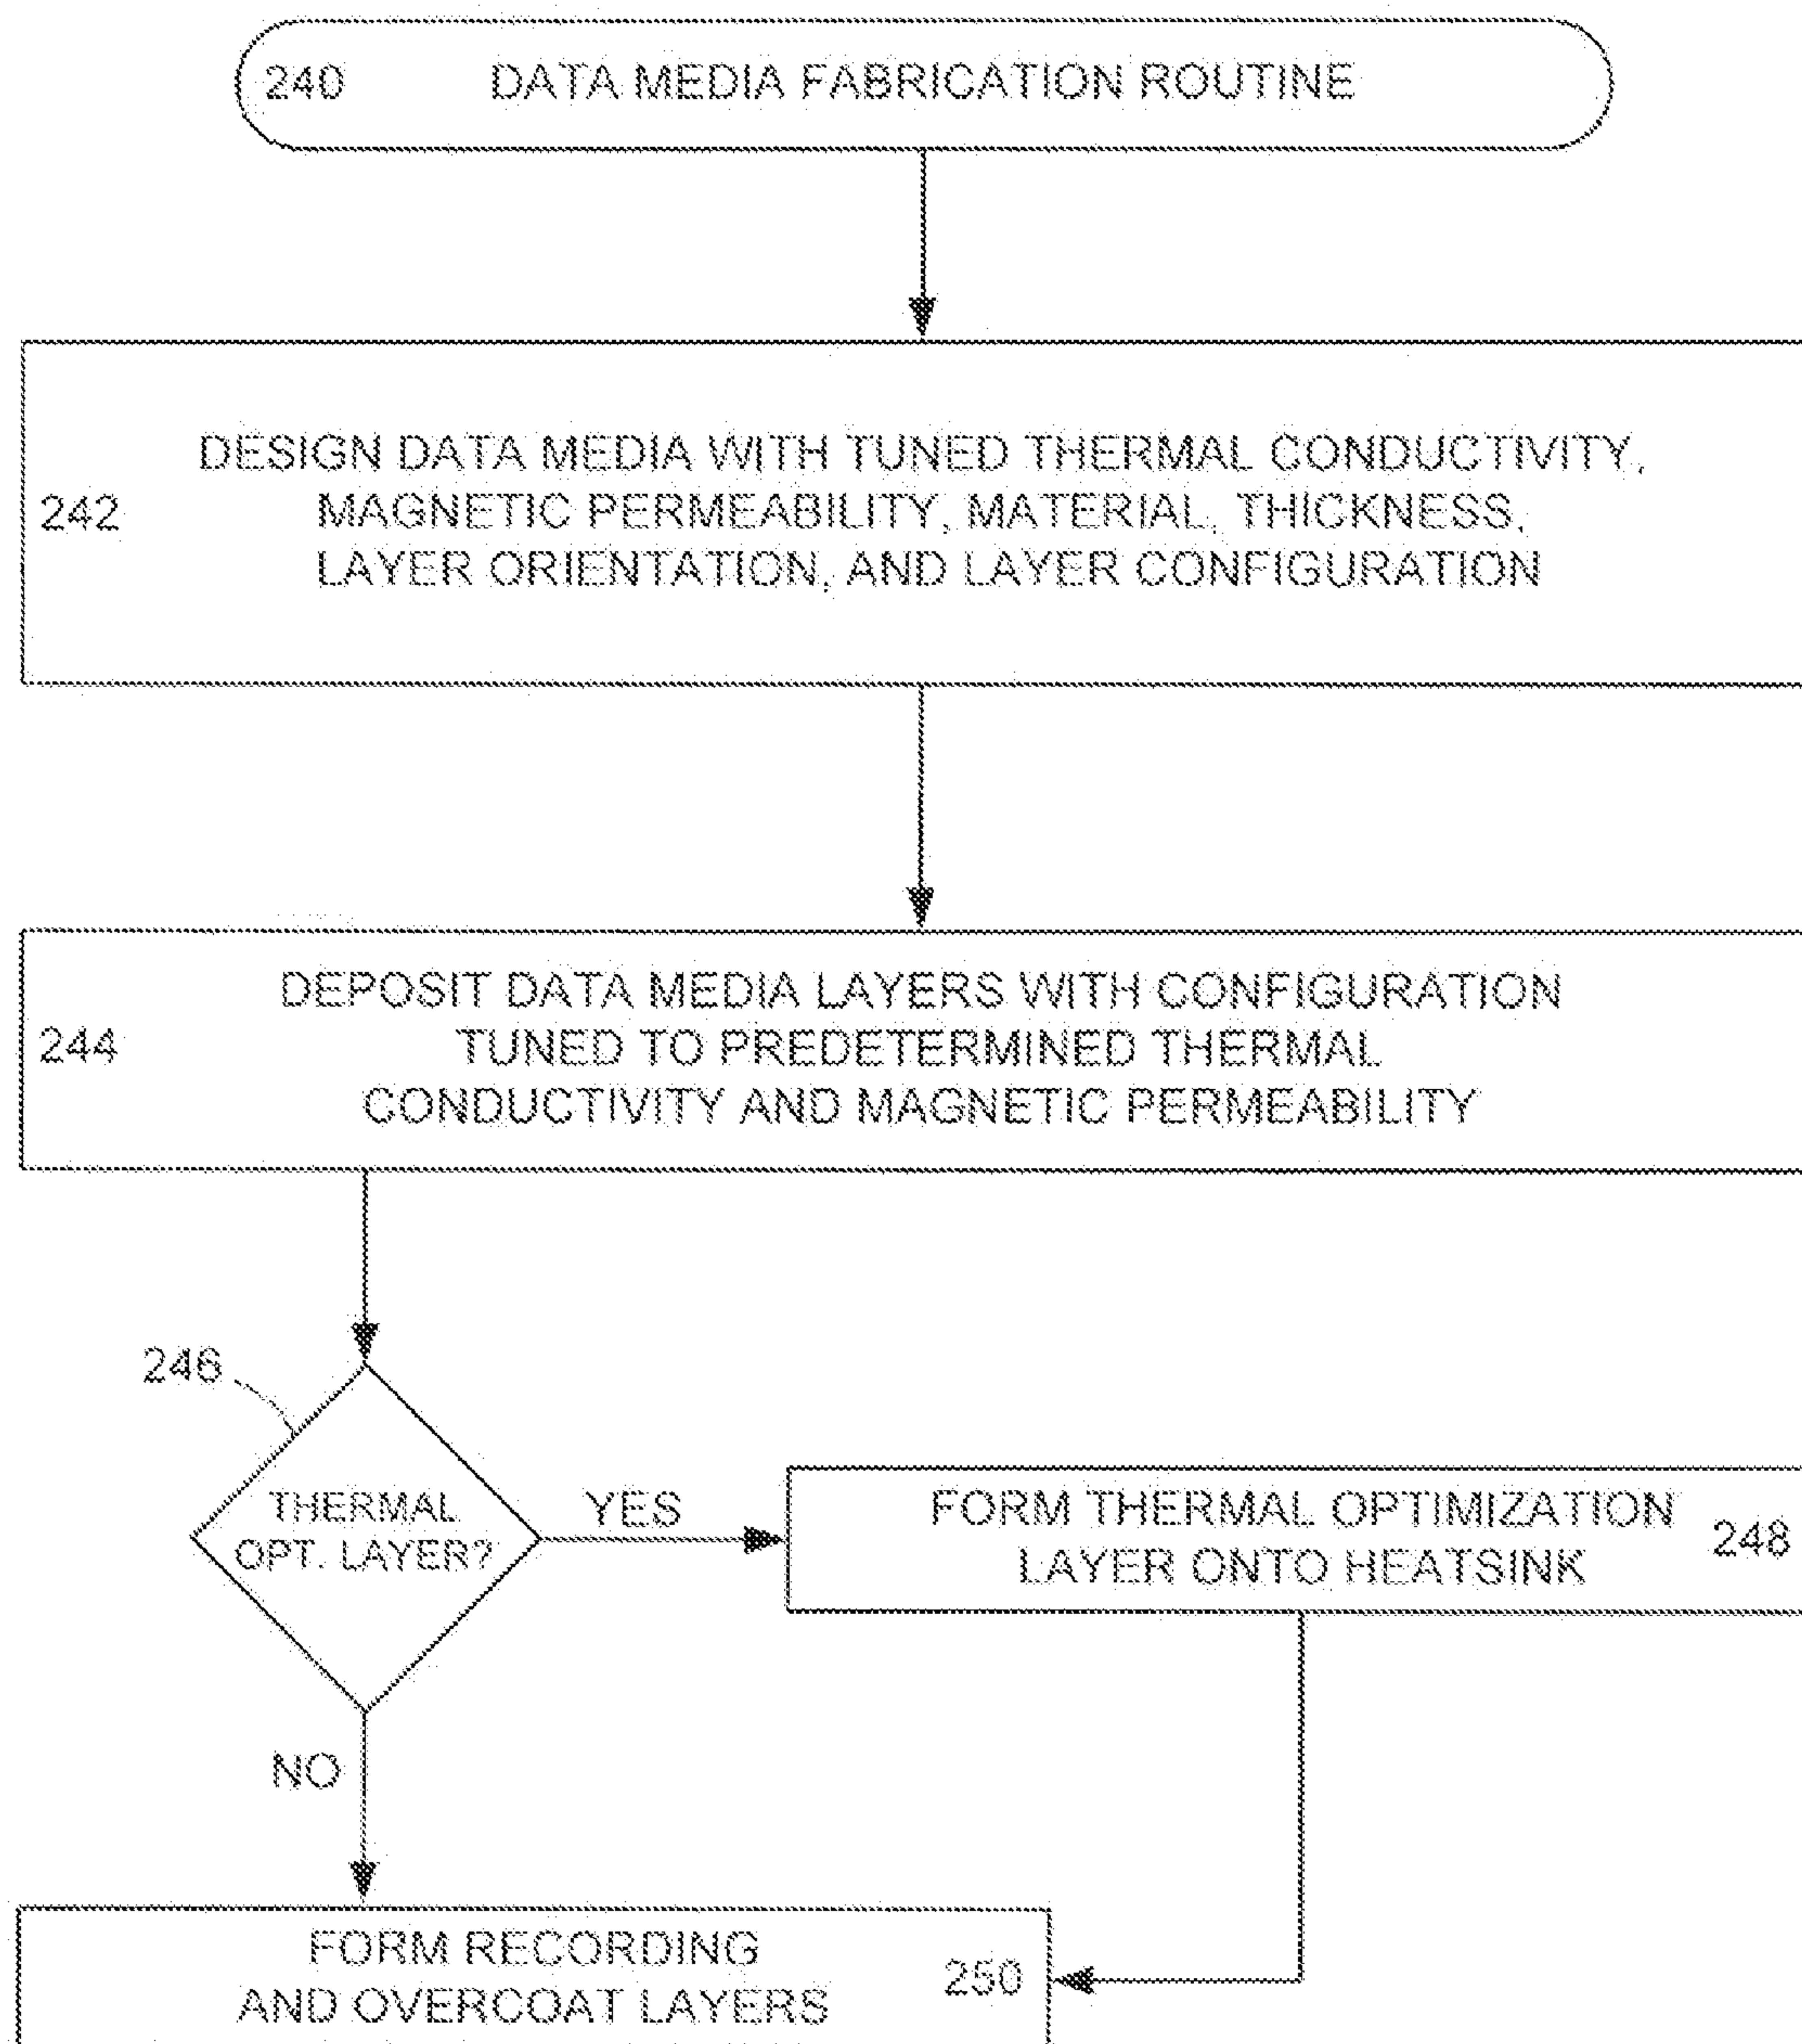 240 DATA MEDIA FABRICATION ROUTINE
DESIGN DATA MEDIA WITH TUNED THERMAL CONDUCTIVITY,
242 MAGNETIC PERMEABILITY, MATERIAL, THICKNESS,
LAYER ORIENTATION, AND LAYER CONFIGURATION
DEPOSIT DATA MEDIA LAYERS WITH CONFIGURATION
244 TUNED TO PREDETERMINED THERMAL
CONDUCTIVITY AND MAGNETIC PERMEABILITY
246
THERMAL
OPT. LAYER?
YES
FORM THERMAL OPTIMIZATION
LAYER ONTO HEATSINK
248
NO
FORM RECORDING
AND OVERCOAT LAYERS
250